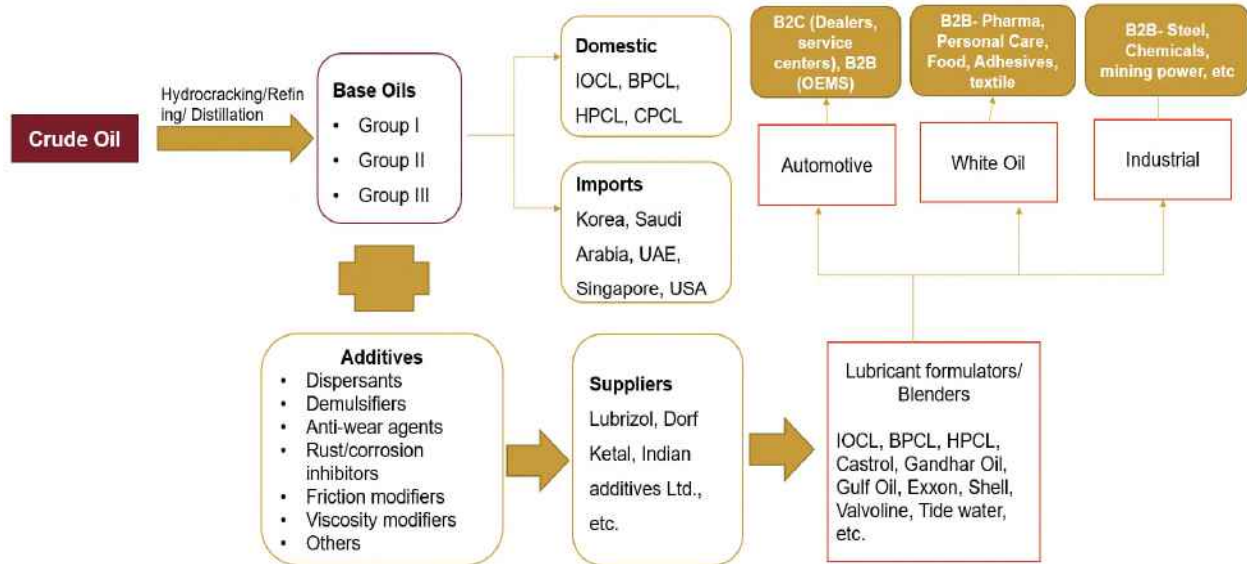 Crude Oil
Hydrocracking/Refin
ing/ Distillation
Base Oils
• Group I
• Group II
• Group III
Domestic
IOCL, BPCL,
HPCL, CPCL
Imports
Korea, Saudi
Arabia, UAE,
Singapore, USA
Additives
• Dispersants
• Demulsifiers
• Anti-wear agents
• Rust/corrosion
inhibitors
• Friction modifiers
• Viscosity modifiers
• Others
Suppliers
Lubrizol, Dorf
Ketal, Indian
additives Ltd.,
etc.
Lubricant formulators/
Blenders
IOCL, BPCL, HPCL,
Castrol, Gandhar Oil,
Gulf Oil, Exxon, Shell,
Valvoline, Tide water,
etc.
Automotive
White Oil
Industrial
B2C (Dealers,
service
centers), B2B
(OEMS)
B2B- Pharma,
Personal Care,
Food, Adhesives,
textile
B2B- Steel,
Chemicals,
mining power, etc